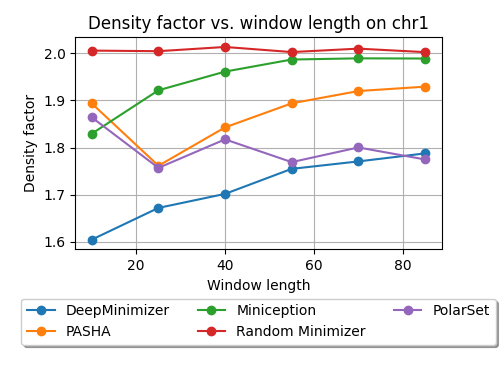 Density factor vs. window length on chr1
Density factor
2.0
1.9
1.8
1.7
1.6
20 40 60 80
Window length
DeepMinimizer Miniception PolarSet
PASHA Random Minimizer